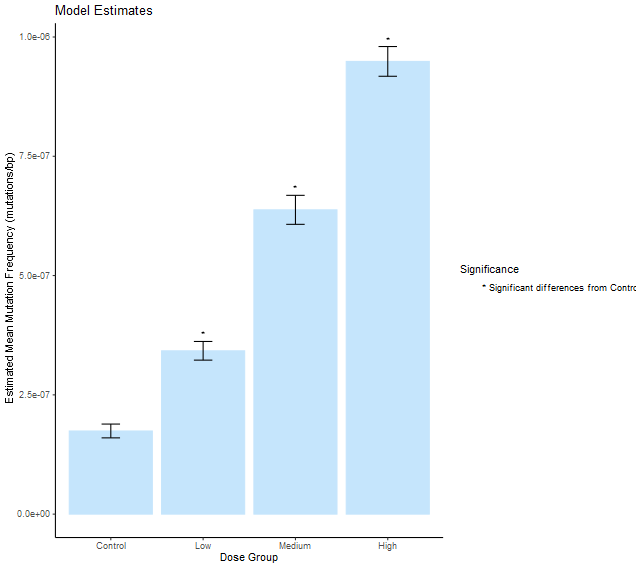 Model Estimates
1.0e-06
7.5e-07
5.0e-07
2.5e-07
0.0e+00
Estimated Mean Mutation Frequency (mutations/bp)
*
*
*
Control
Low
Medium
High
Dose Group
Significance
* Significant differences from Contro